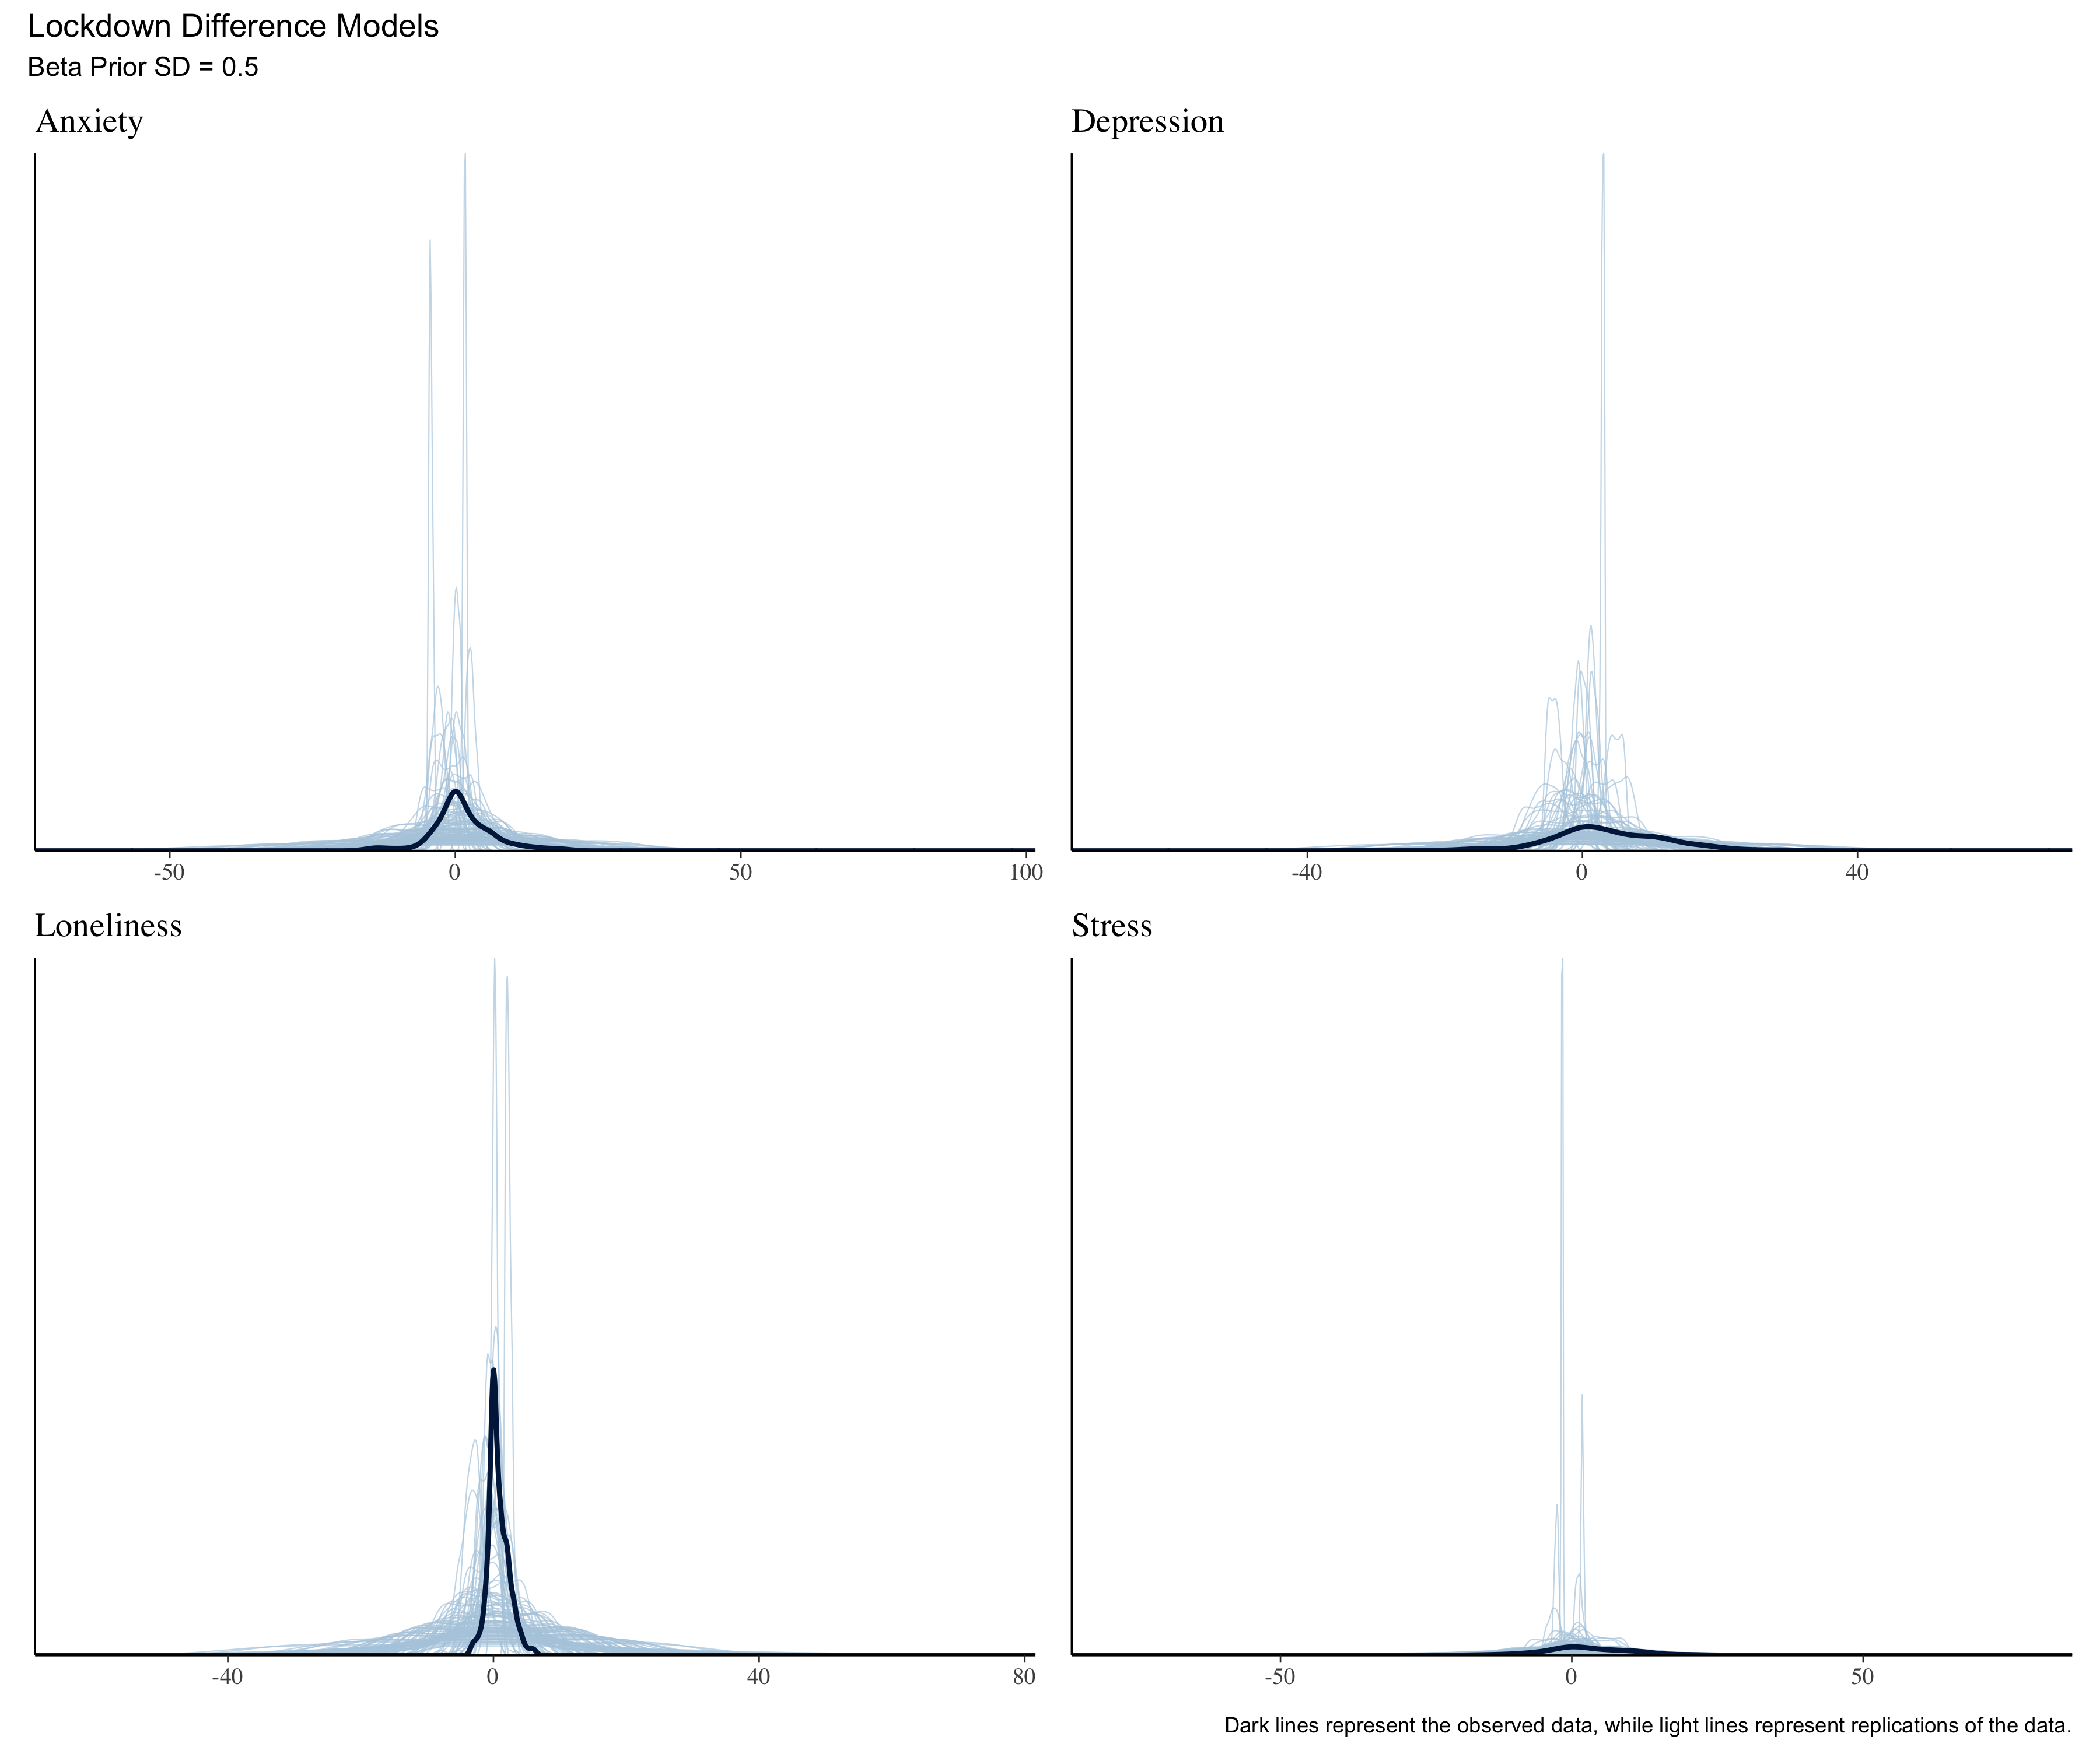 Lockdown Difference Models
Beta Prior SD = 0.5
Anxiety
Depression
-50 0 50 100
-40 0 40
Loneliness
Stress
-40 0 40 80
-50 0 50
Dark lines represent the observed data, while light lines represent replications of the data.